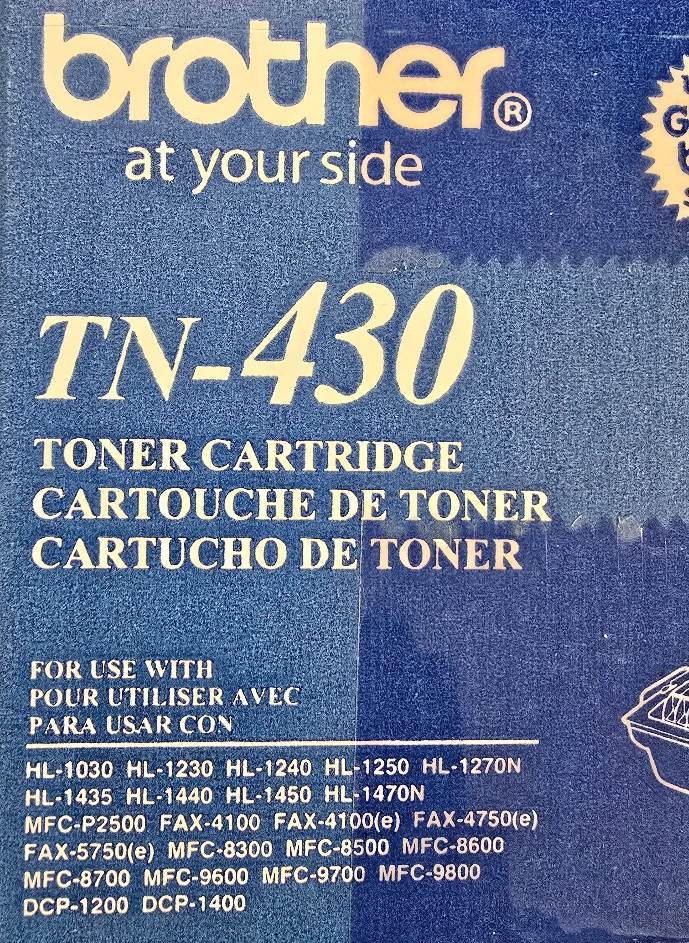 brother®
at your side
TN-430
TONER CARTRIDGE
CARTOUCHE DE TONER
CARTUCHO DE TONER
FOR USE WITH
POUR UTILISER AVEC
PARA USAR CON
HL-1030 HL-1230 HL-1240 HL-1250 HL-1270N
HL-1435 HL-1440 HL-1450 HL-1470N
MFC-P2500 FAX-4100 FAX-4100(e) FAX-4750(e)
FAX-5750(e) MFC-8300 MFC-8500 MFC-8600
MFC-8700 MFC-9600 MFC-9700 MFC-9800
DCP-1200 DCP-1400